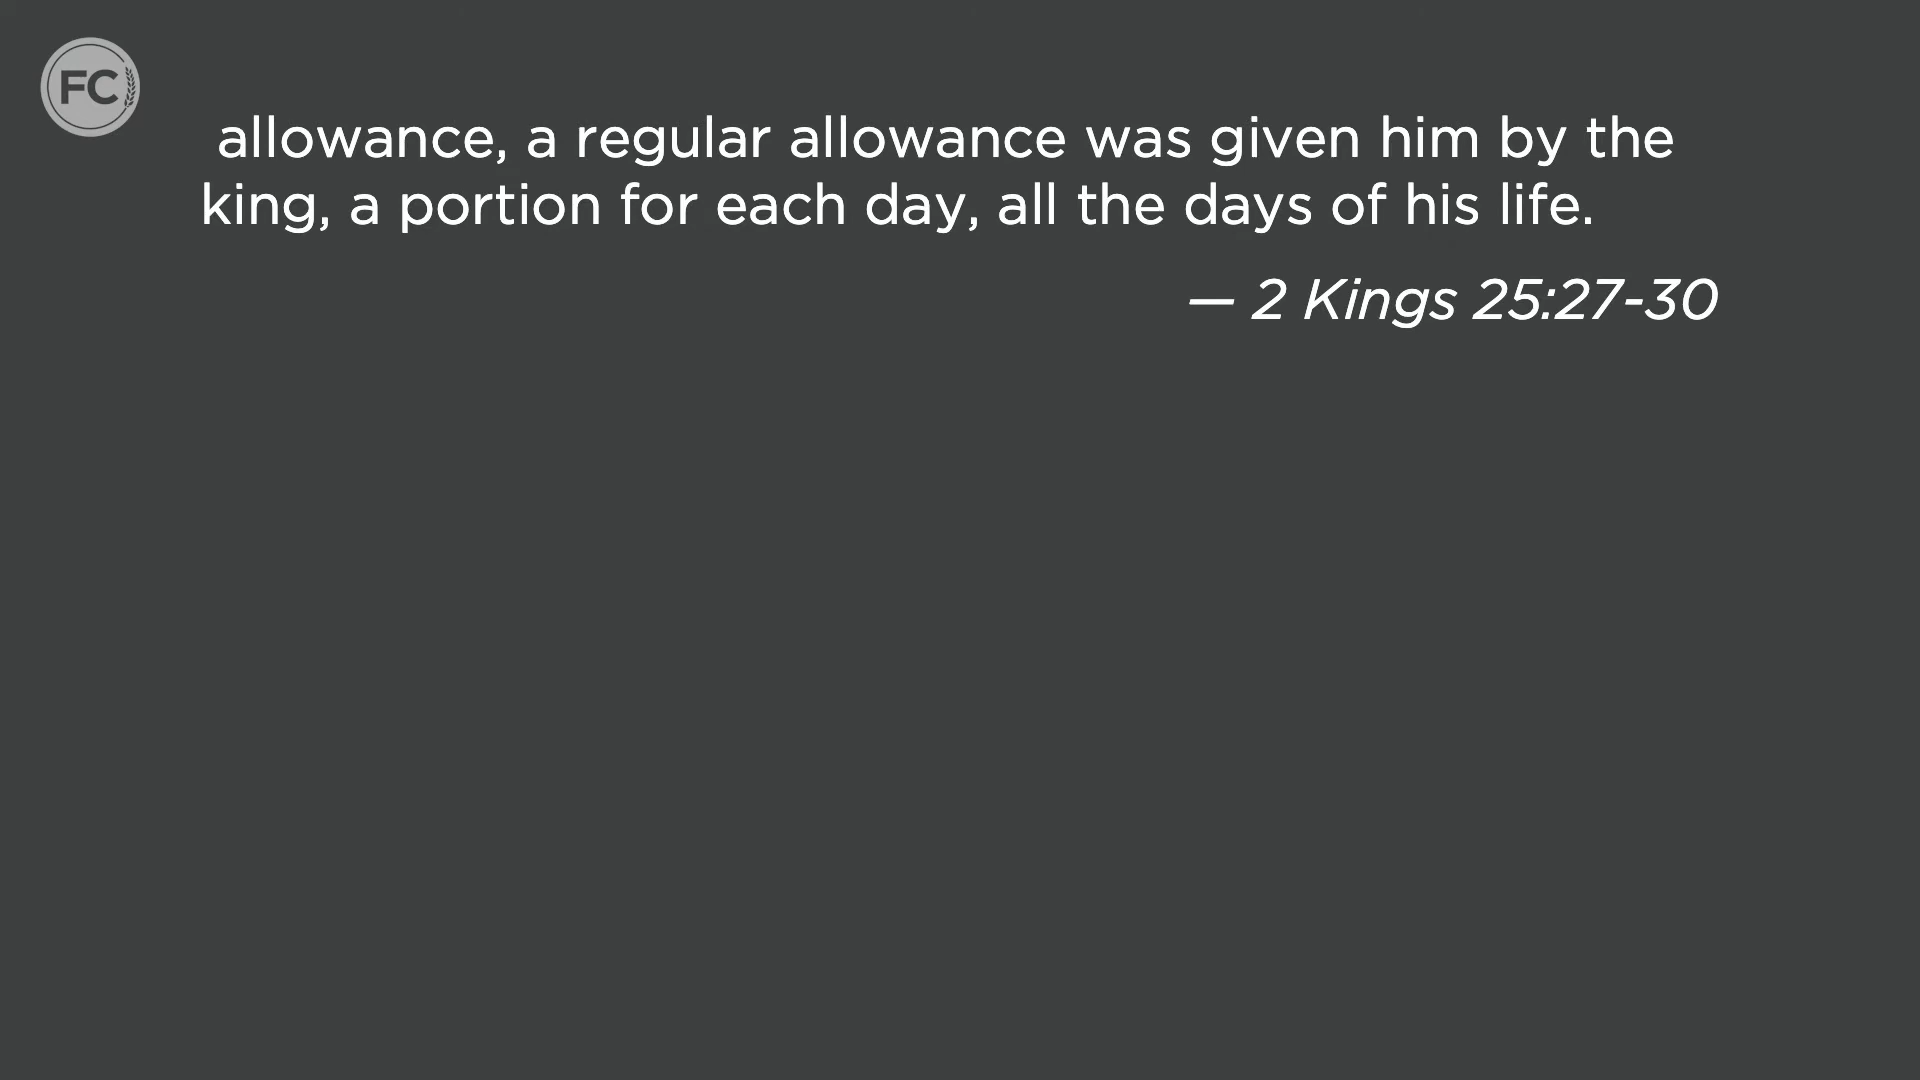 FC
allowance, a regular allowance was given him by the
king, a portion for each day, all the days of his life.
— 2 Kings 25:27-30